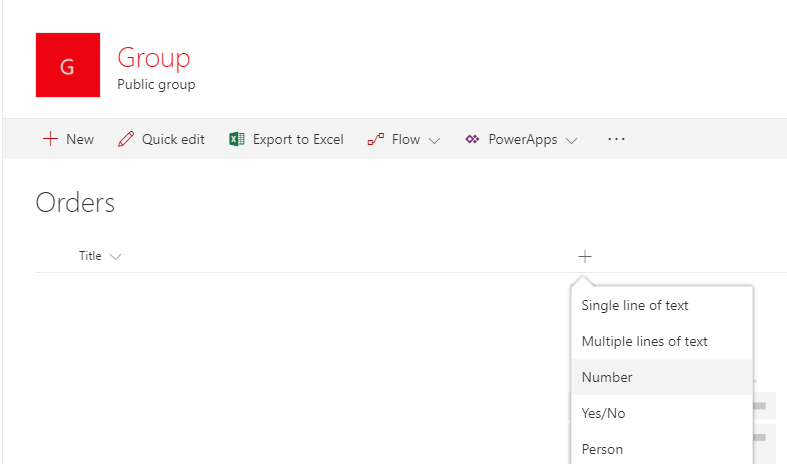 G
Group
Public group
New Quick edit Export to Excel Flow PowerApps ...
Orders
Title
Single line of text
Multiple lines of text
Number
Yes/No
Person